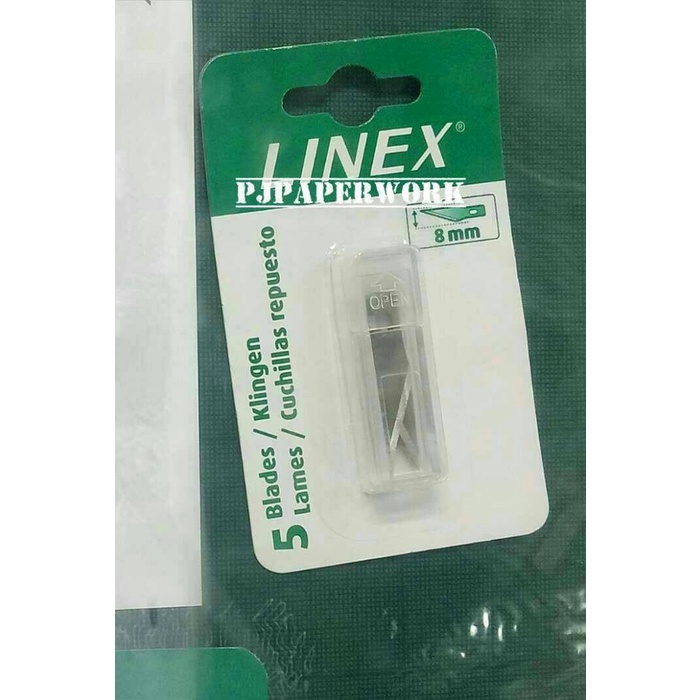 LINEX®
PJPAPERWORK
8 mm
OPEN
5 Blades / Klingen
Lames / Cuchillas repuesto